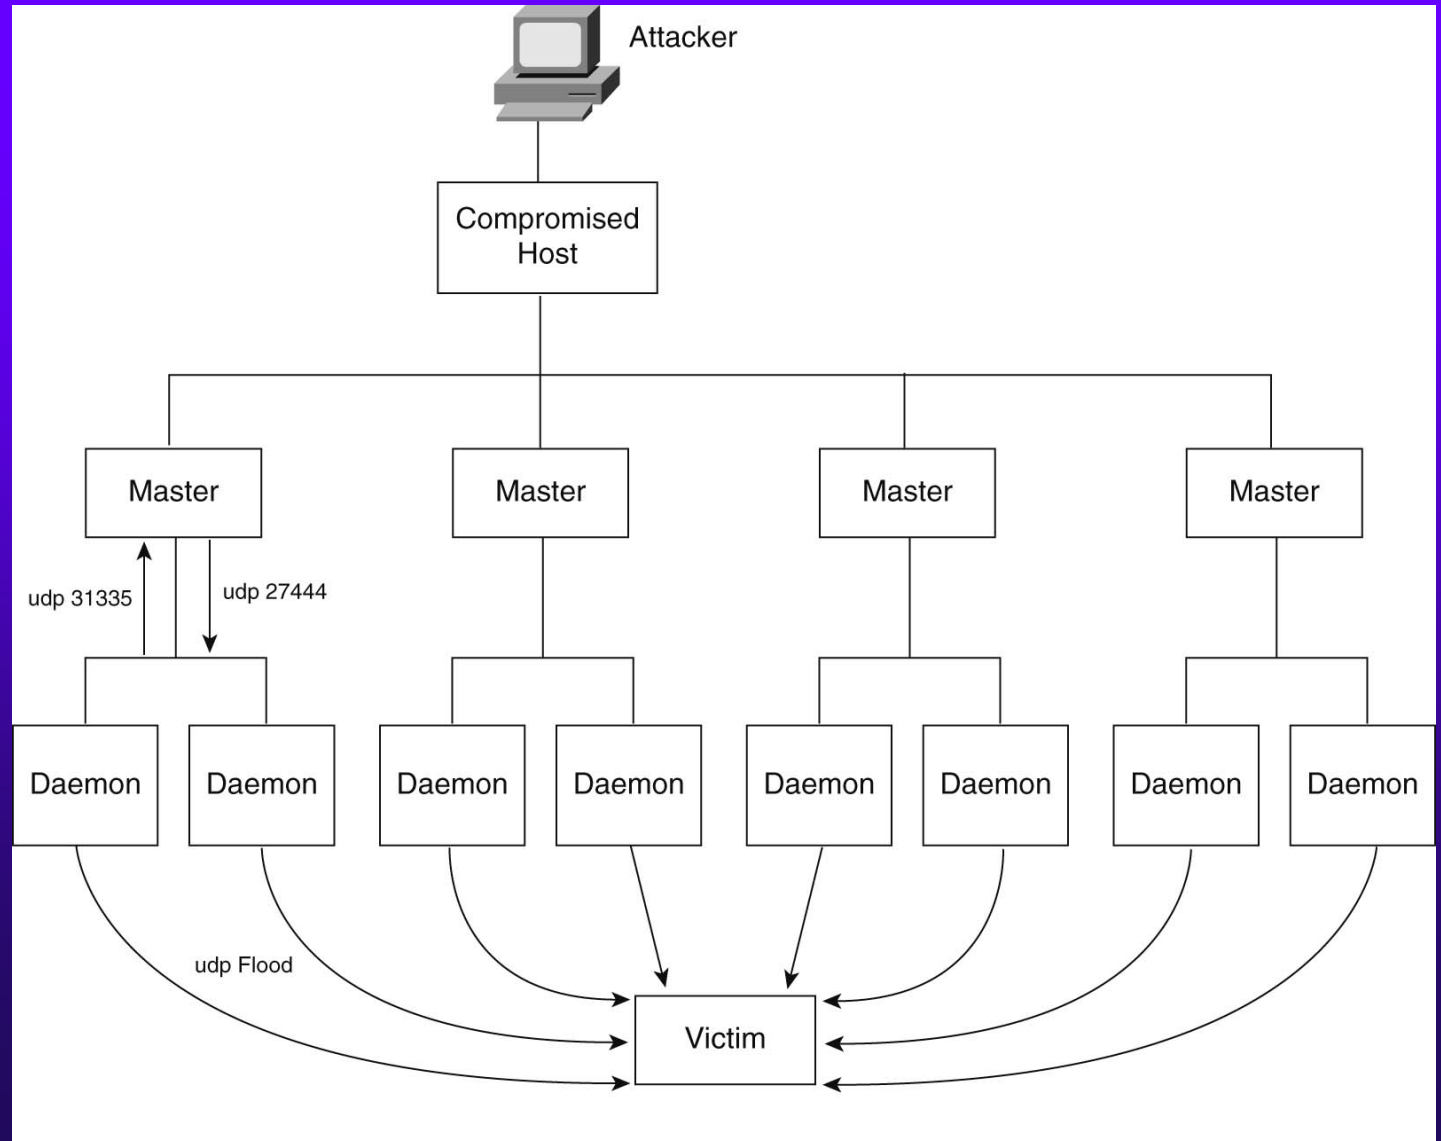 Attacker
Compromised
Host
Master
Master
Master
Master
udp 31335
udp 27444
Daemon
Daemon
Daemon
Daemon
Daemon
Daemon
Daemon
Daemon
udp Flood
Victim